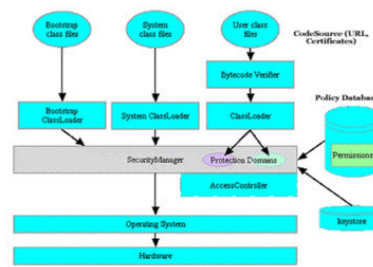 Bootstrap
class files
System
class files
User class
files
CodeSource (URL,
Certificates)
Bytecode Verifier
Policy Database
Bootstrap
ClassLoader
System ClassLoader
ClassLoader
Permissions
SecurityManager
Protection Domains
AccessController
Operating System
keystore
Hardware